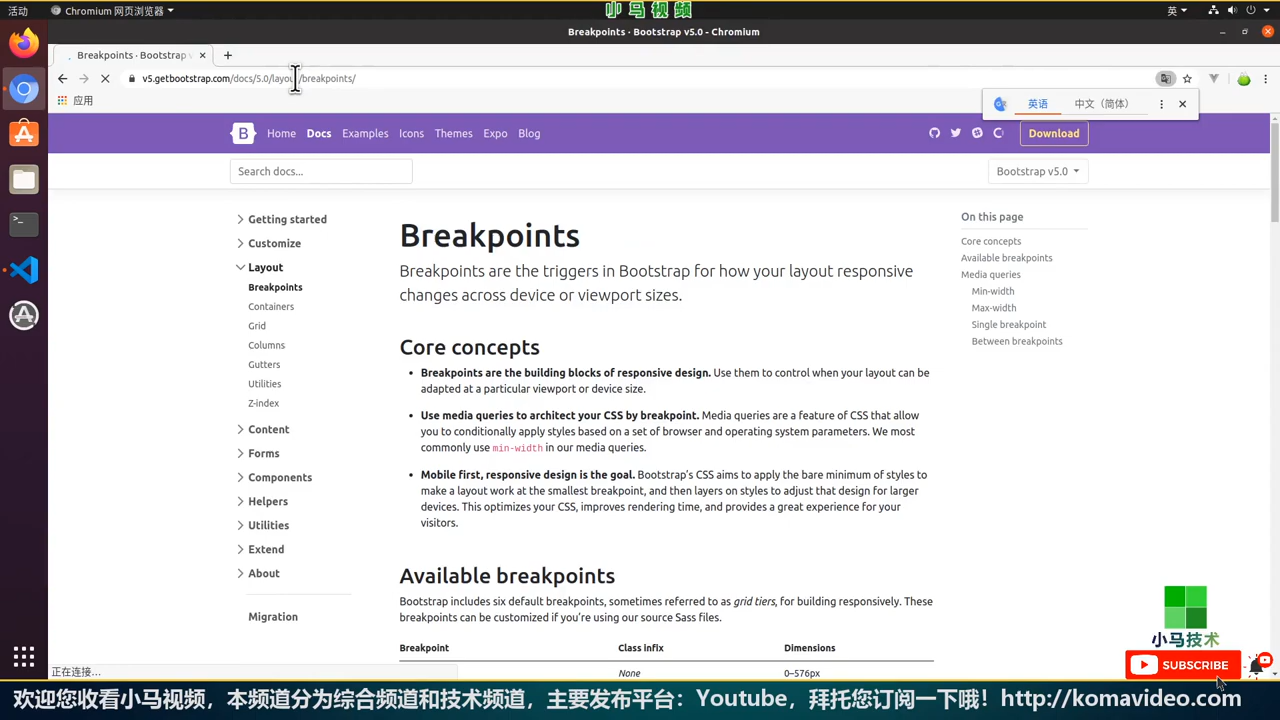 小马视频
活动
Chromium 网页浏览器
英
Breakpoints · Bootstrap v5.0 - Chromium
Breakpoints · Bootstrap v
v5.getbootstrap.com/docs/5.0/layout/breakpoints/
应用
英语
中文（简体）
B
Home
Docs
Examples
Icons
Themes
Expo
Blog
Download
Search docs...
Bootstrap v5.0
Getting started
Customize
Layout
Breakpoints
Containers
Grid
Columns
Gutters
Utilities
Z-index
Content
Forms
Components
Helpers
Utilities
Extend
About
Migration
Breakpoints
Breakpoints are the triggers in Bootstrap for how your layout responsive
changes across device or viewport sizes.
Core concepts
• Breakpoints are the building blocks of responsive design. Use them to control when your layout can be
adapted at a particular viewport or device size.
• Use media queries to architect your CSS by breakpoint. Media queries are a feature of CSS that allow
you to conditionally apply styles based on a set of browser and operating system parameters. We most
commonly use min-width in our media queries.
• Mobile first, responsive design is the goal. Bootstrap's CSS aims to apply the bare minimum of styles to
make a layout work at the smallest breakpoint, and then layers on styles to adjust that design for larger
devices. This optimizes your CSS, improves rendering time, and provides a great experience for your
visitors.
Available breakpoints
Bootstrap includes six default breakpoints, sometimes referred to as grid tiers, for building responsively. These
breakpoints can be customized if you're using our source Sass files.
Breakpoint Class infix Dimensions
None 0–576px
On this page
Core concepts
Available breakpoints
Media queries
Min-width
Max-width
Single breakpoint
Between breakpoints
正在连接...
小马技术
SUBSCRIBE
欢迎您收看小马视频，本频道分为综合频道和技术频道，主要发布平台：Youtube，拜托您订阅一下哦！http://komavideo.com